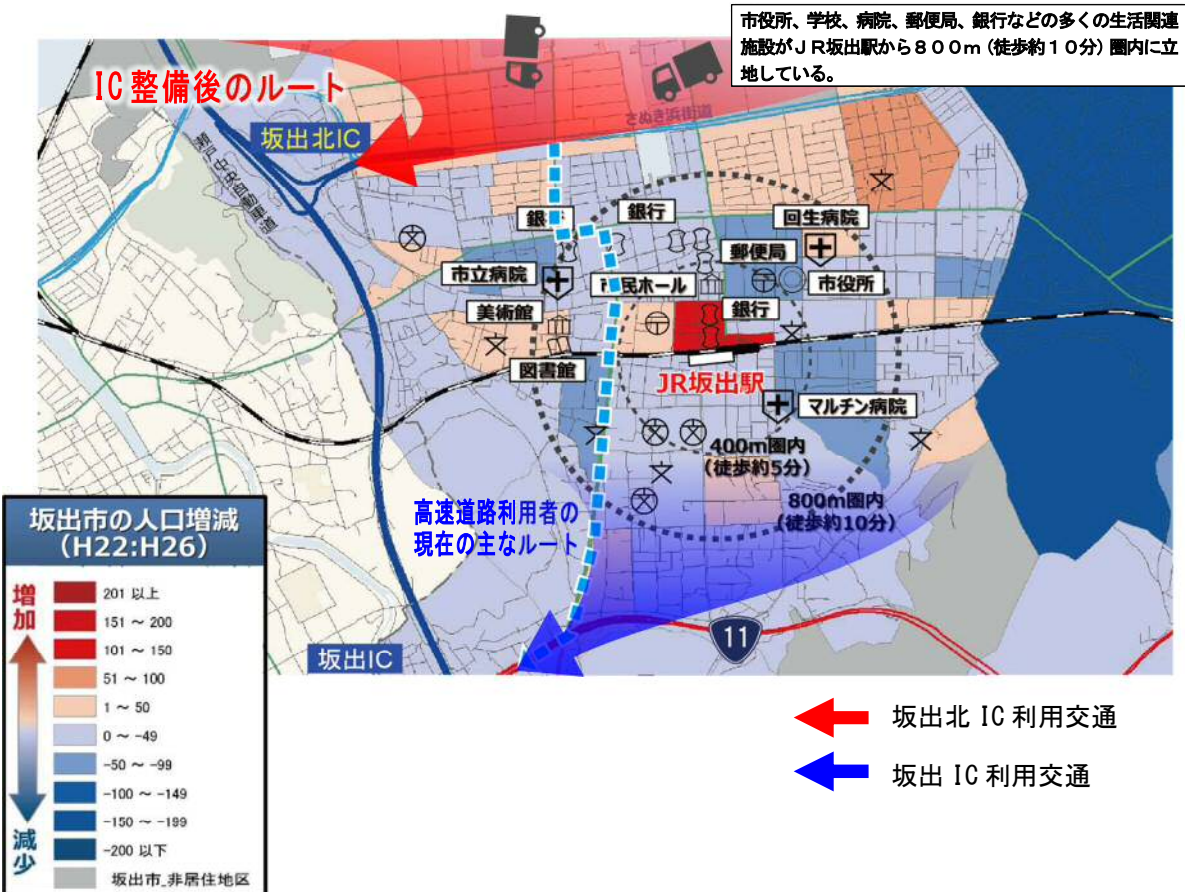 市役所、学校、病院、郵便局、銀行などの多くの生活関連
施設がＪＲ坂出駅から８００ｍ（徒歩約１０分）圏内に立
地している。
IC整備後のルート
さぬき浜街道
坂出北IC
瀬戸中央自動車道
銀行
回生病院
郵便局
市立病院
市役所
美術館
銀行
図書館
JR坂出駅
マルチン病院
400m圏内
（徒歩約5分）
800m圏内
（徒歩約10分）
高速道路利用者の
現在の主なルート
坂出市の人口増減
（H22:H26）
増加
201 以上
151 ～ 200
101 ～ 150
51 ～ 100
1 ～ 50
0 ～ -49
-50 ～ -99
-100 ～ -149
-150 ～ -199
-200 以下
減少
坂出市_非居住地区
坂出IC
11
坂出北 IC 利用交通
坂出 IC 利用交通